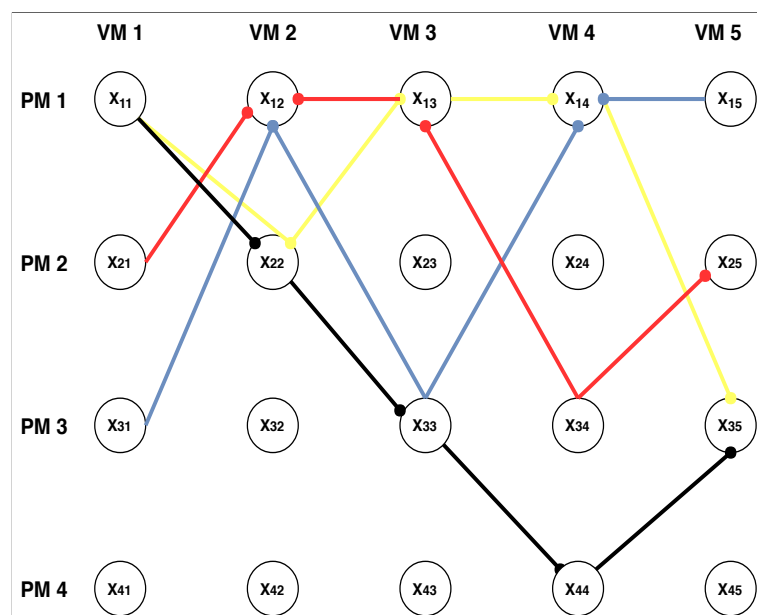 VM 1 VM 2 VM 3 VM 4 VM 5
PM 1 X11 X12 X13 X14 X15
PM 2 X21 X22 X23 X24 X25
PM 3 X31 X32 X33 X34 X35
PM 4 X41 X42 X43 X44 X45